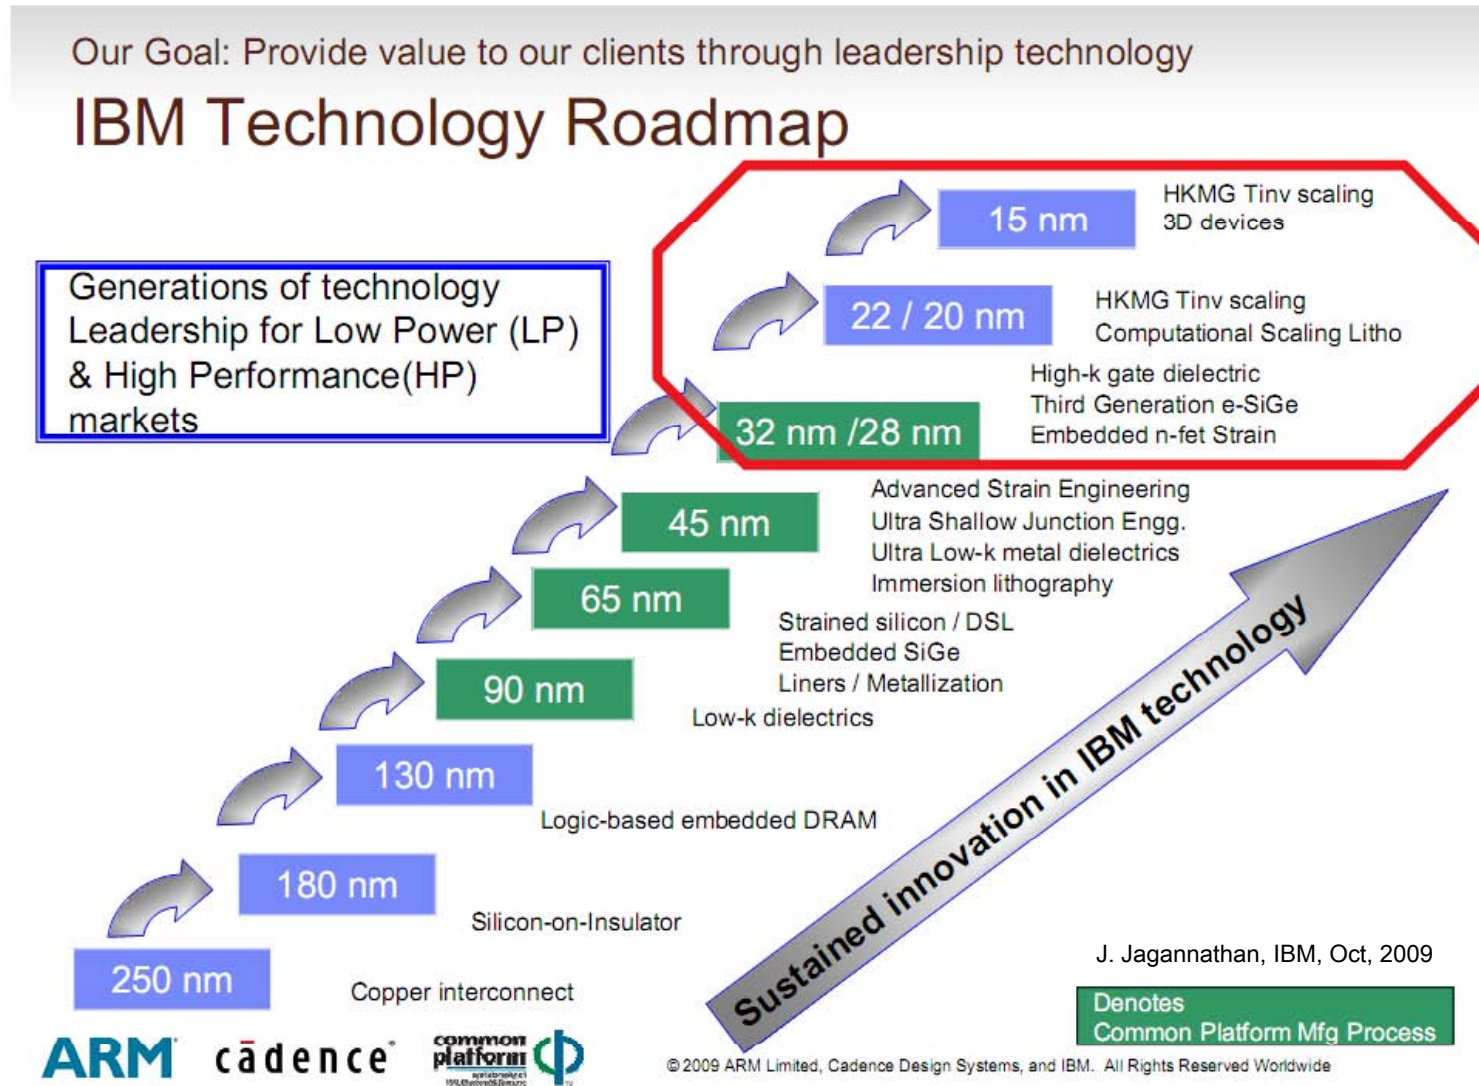 Our Goal: Provide value to our clients through leadership technology
IBM Technology Roadmap
15 nm
HKMG Tinv scaling
3D devices
Generations of technology
Leadership for Low Power (LP)
& High Performance(HP)
markets
22 / 20 nm
HKMG Tinv scaling
Computational Scaling Litho
32 nm /28 nm
High-k gate dielectric
Third Generation e-SiGe
Embedded n-fet Strain
45 nm
Advanced Strain Engineering
Ultra Shallow Junction Engg.
Ultra Low-k metal dielectrics
Immersion lithography
65 nm
Strained silicon / DSL
Embedded SiGe
Liners / Metallization
90 nm
Low-k dielectrics
130 nm
Logic-based embedded DRAM
180 nm
Silicon-on-Insulator
250 nm
Copper interconnect
Sustained innovation in IBM technology
J. Jagannathan, IBM, Oct, 2009
Denotes
Common Platform Mfg Process
ARM
cādence
common
platform
©2009 ARM Limited, Cadence Design Systems, and IBM. All Rights Reserved Worldwide